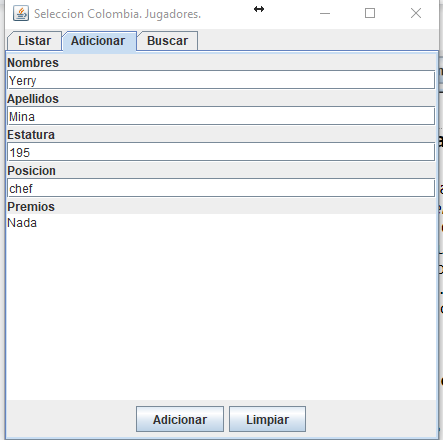 Seleccion Colombia. Jugadores.
Listar Adicionar Buscar
Nombres
Yerry
Apellidos
Mina
Estatura
195
Posicion
chef
Premios
Nada
Adicionar Limpiar